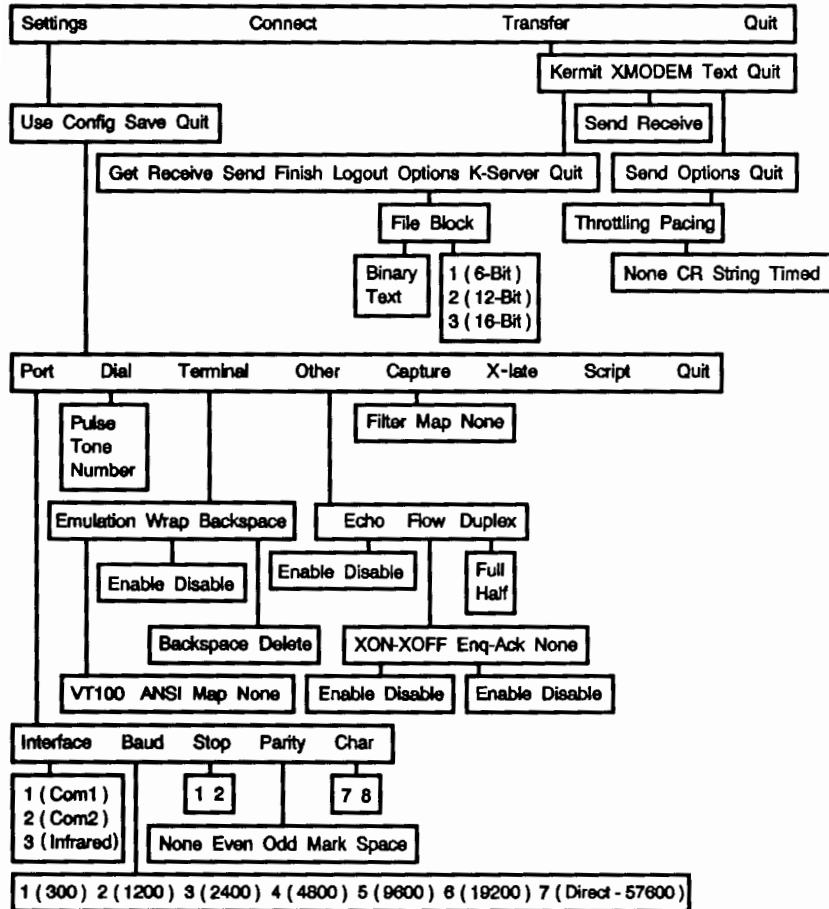 Settings Connect Transfer Quit
Kermit XMODEM Text Quit
Use Config Save Quit
Send Receive
Get Receive Send Finish Logout Options K-Server Quit
Send Options Quit
File Block
Throttling Pacing
Binary
Text
1 ( 6-Bit )
2 ( 12-Bit )
3 ( 16-Bit )
None CR String Timed
Port Dial Terminal Other Capture X-late Script Quit
Pulse
Tone
Number
Filter Map None
Emulation Wrap Backspace
Echo Flow Duplex
Enable Disable
Enable Disable
Full
Half
Backspace Delete
XON-XOFF Enq-Ack None
VT100 ANSI Map None
Enable Disable
Enable Disable
Interface Baud Stop Parity Char
1 ( Com1 )
2 ( Com2 )
3 ( Infrared)
1 2
7 8
None Even Odd Mark Space
1 ( 300 ) 2 ( 1200 ) 3 ( 2400 ) 4 ( 4800 ) 5 ( 9600 ) 6 ( 19200 ) 7 ( Direct - 57600 )